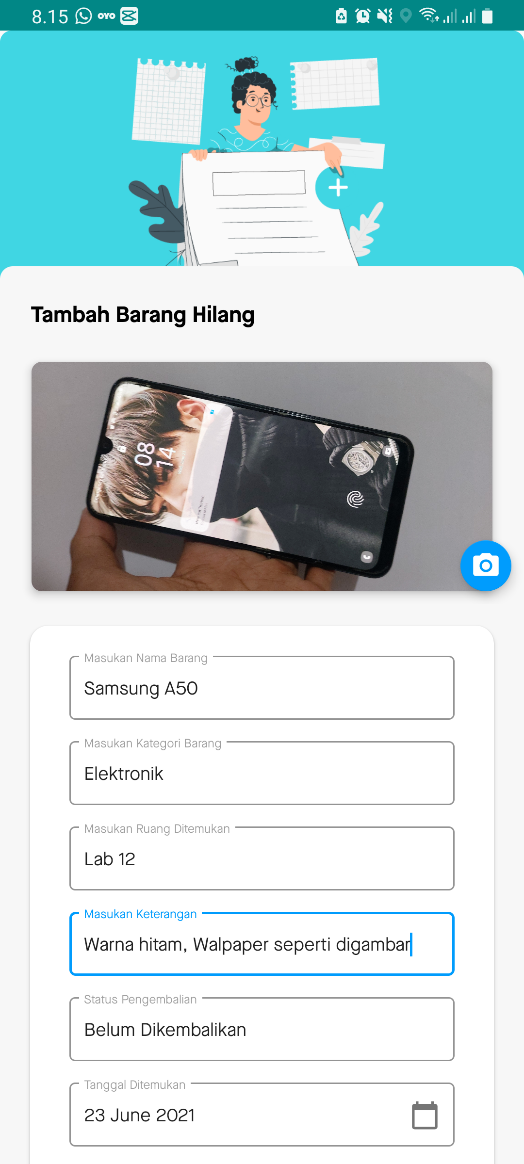 8.15 OYO
Tambah Barang Hilang
08
14
Masukan Nama Barang
Samsung A50
Masukan Kategori Barang
Elektronik
Masukan Ruang Ditemukan
Lab 12
Masukan Keterangan
Warna hitam, Walpaper seperti digambar
Status Pengembalian
Belum Dikembalikan
Tanggal Ditemukan
23 June 2021